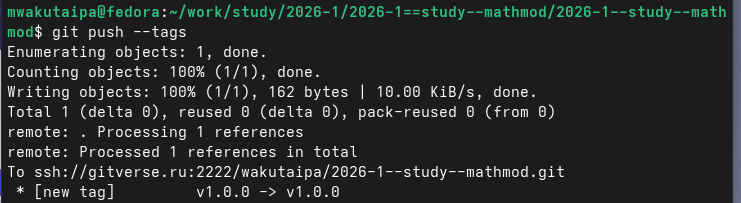 mwakutaipa@fedora:~/work/study/2026-1/2026-1==study--mathmod/2026-1--study--math
mod$ git push --tags
Enumerating objects: 1, done.
Counting objects: 100% (1/1), done.
Writing objects: 100% (1/1), 162 bytes | 10.00 KiB/s, done.
Total 1 (delta 0), reused 0 (delta 0), pack-reused 0 (from 0)
remote: . Processing 1 references
remote: Processed 1 references in total
To ssh://gitverse.ru:2222/wakutaipa/2026-1--study--mathmod.git
 * [new tag]         v1.0.0 -> v1.0.0